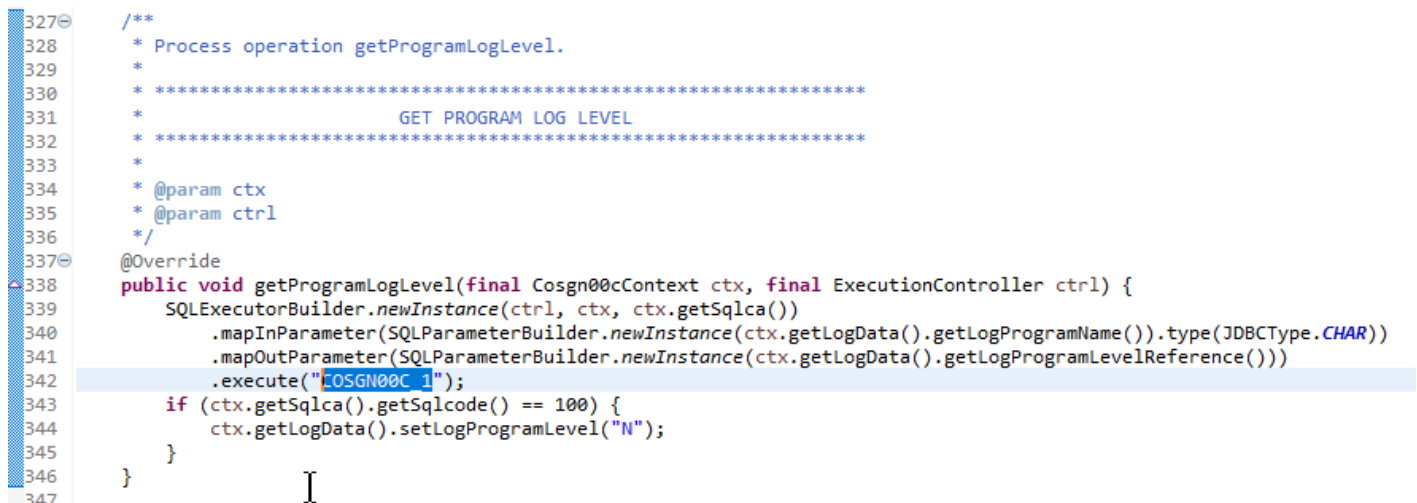 327 /**
328 * Process operation getProgramLogLevel.
329 *
330 * ****************************************************************
331 * GET PROGRAM LOG LEVEL
332 * ****************************************************************
333 *
334 * @param ctx
335 * @param ctrl
336 */
337 @Override
338 public void getProgramLogLevel(final Cosgn00cContext ctx, final ExecutionController ctrl) {
339 SQLExecutorBuilder.newInstance(ctrl, ctx, ctx.getSqlca())
340 .mapInParameter(SQLParameterBuilder.newInstance(ctx.getLogData().getLogProgramName()).type(JDBCType.CHAR))
341 .mapOutParameter(SQLParameterBuilder.newInstance(ctx.getLogData().getLogProgramLevelReference()))
342 .execute("COSGN00C_1");
343 if (ctx.getSqlca().getSqlcode() == 100) {
344 ctx.getLogData().setLogProgramLevel("N");
345 }
346 }
347